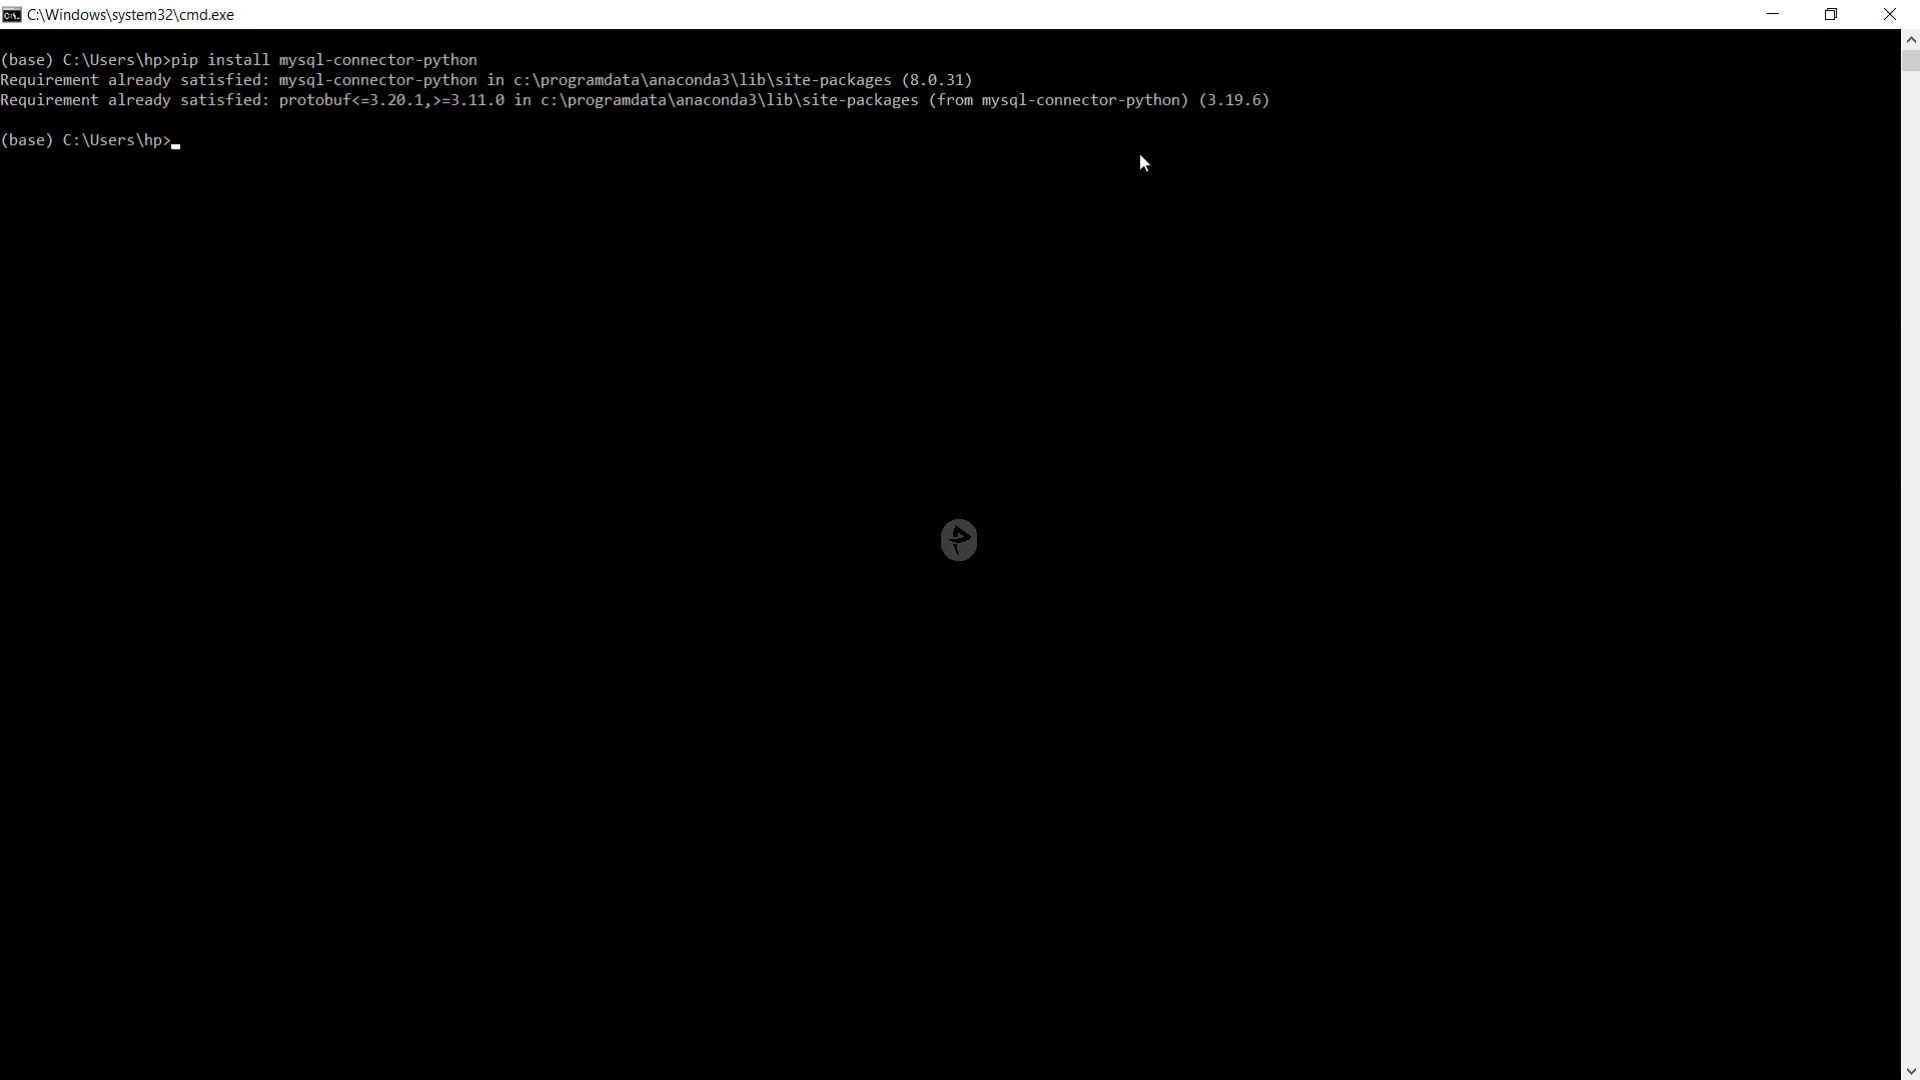 C:\Windows\system32\cmd.exe
(base) C:\Users\hp>pip install mysql-connector-python
Requirement already satisfied: mysql-connector-python in c:\programdata\anaconda3\lib\site-packages (8.0.31)
Requirement already satisfied: protobuf<=3.20.1,>=3.11.0 in c:\programdata\anaconda3\lib\site-packages (from mysql-connector-python) (3.19.6)
(base) C:\Users\hp>